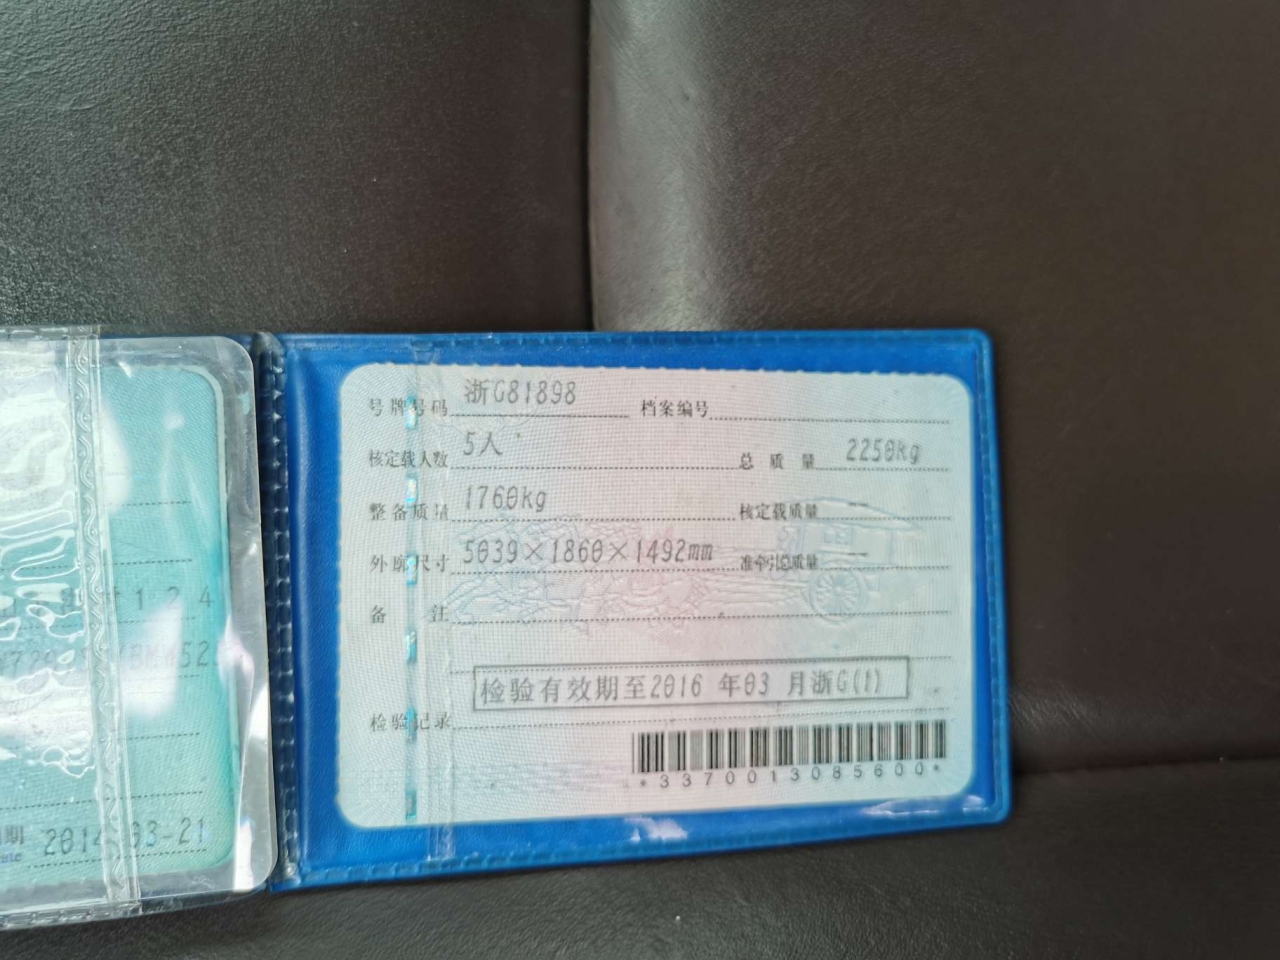 号牌号码 浙G81898 档案编号
核定载人数 5人 总质量 2250kg
整备质量 1760kg 核定载质量 —
外廓尺寸 5039×1860×1492mm 准牵引总质量 —
备注
检验有效期至2016年03月浙G(1)
检验记录
*3370013085600*
124
2014-03-21